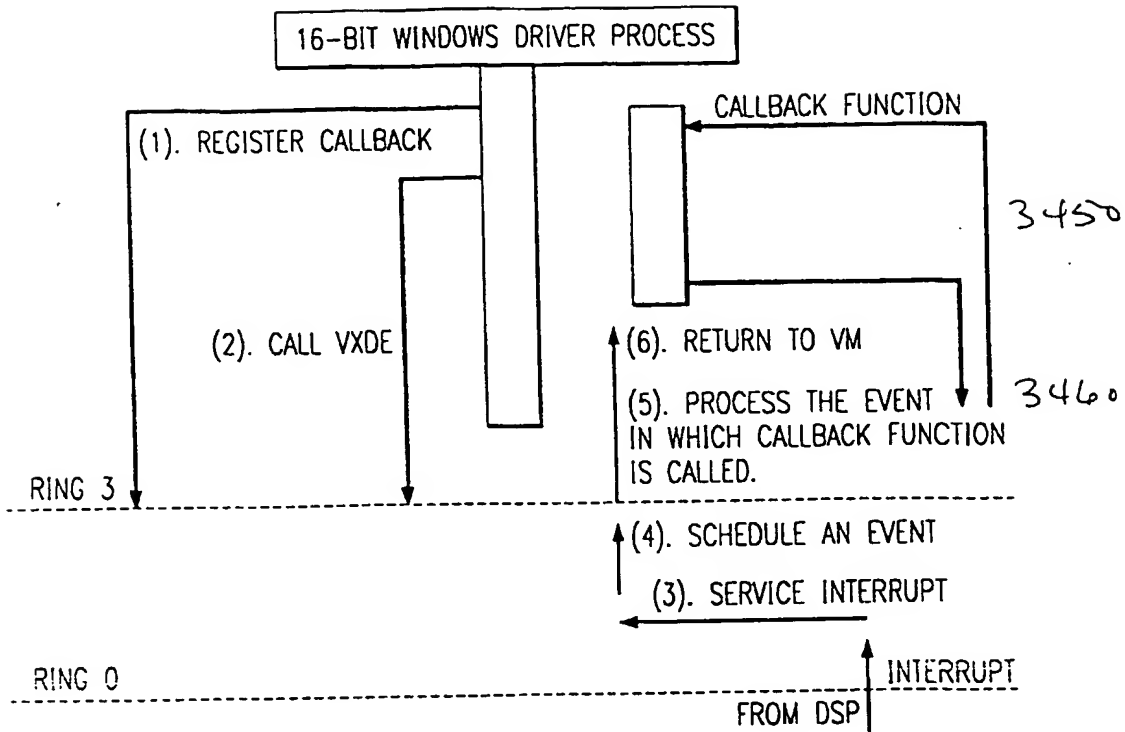 16-BIT WINDOWS DRIVER PROCESS
CALLBACK FUNCTION
(1). REGISTER CALLBACK
3450
(2). CALL VXDE
(6). RETURN TO VM
(5). PROCESS THE EVENT
IN WHICH CALLBACK FUNCTION
IS CALLED.
3460
RING 3
(4). SCHEDULE AN EVENT
(3). SERVICE INTERRUPT
RING 0
INTERRUPT
FROM DSP